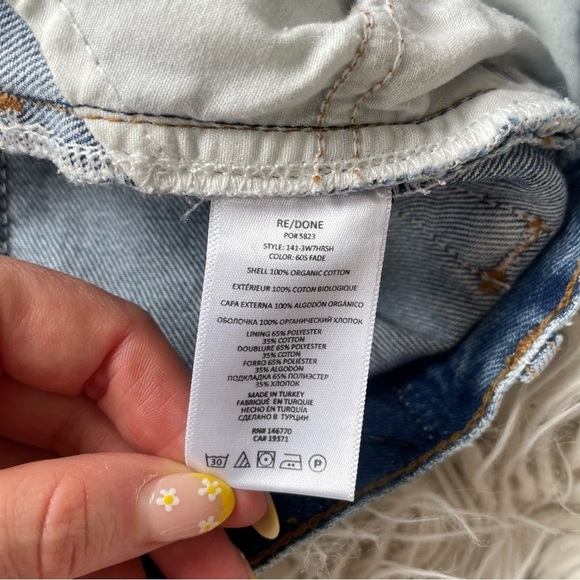 RE/DONE
PO# 5823
STYLE: 141-3W7HRSH
COLOR: 60S FADE
SHELL 100% ORGANIC COTTON
EXTÉRIEUR 100% COTON BIOLOGIQUE
CAPA EXTERNA 100% ALGODÓN ORGÁNICO
ОБОЛОЧКА 100% ОРГАНИЧЕСКИЙ ХЛОПОК
LINING 65% POLYESTER
35% COTTON
DOUBLURE 65% POLYESTER
35% COTON
FORRO 65% POLIÉSTER
35% ALGODÓN
ПОДКЛАДКА 65% ПОЛИЭСТЕР
35% ХЛОПОК
MADE IN TURKEY
FABRIQUÉ EN TURQUIE
HECHO EN TURQUÍA
СДЕЛАНО В ТУРЦИИ
RN# 146770
CA# 19371
30 P